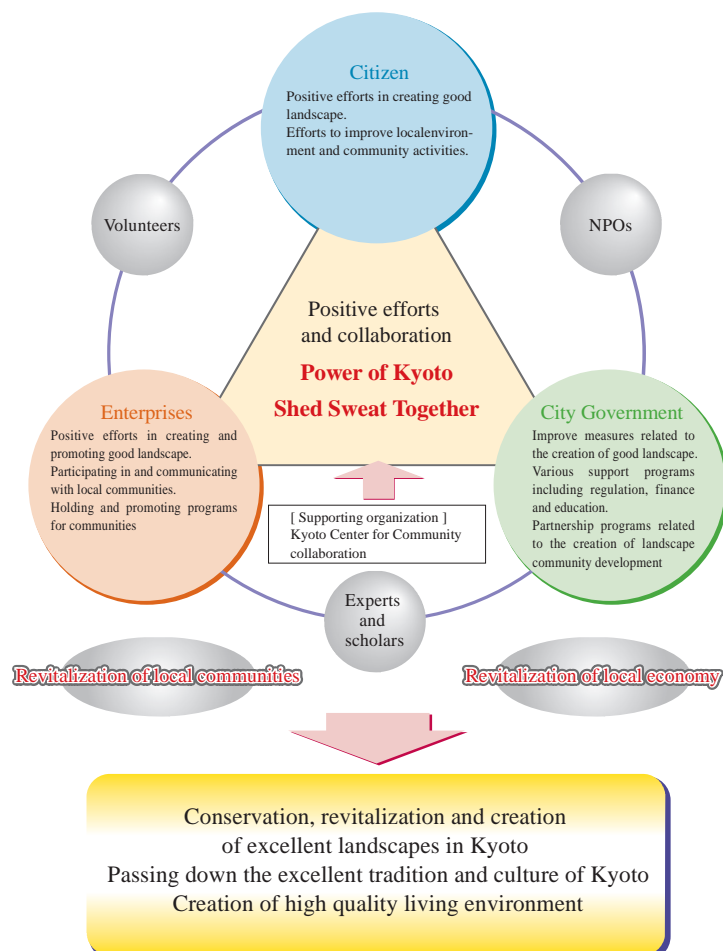 Citizen
Positive efforts in creating good
landscape.
Efforts to improve localenviron-
ment and community activities.
Volunteers
NPOs
Positive efforts
and collaboration
Power of Kyoto
Shed Sweat Together
Enterprises
Positive efforts in creating and
promoting good landscape.
Participating in and communicating
with local communities.
Holding and promoting programs
for communities
City Government
Improve measures related to
the creation of good landscape.
Various support programs
including regulation, finance
and education.
Partnership programs related
to the creation of landscape
community development
[ Supporting organization ]
Kyoto Center for Community
collaboration
Experts
and
scholars
Revitalization of local communities
Revitalization of local economy
Conservation, revitalization and creation
of excellent landscapes in Kyoto
Passing down the excellent tradition and culture of Kyoto
Creation of high quality living environment